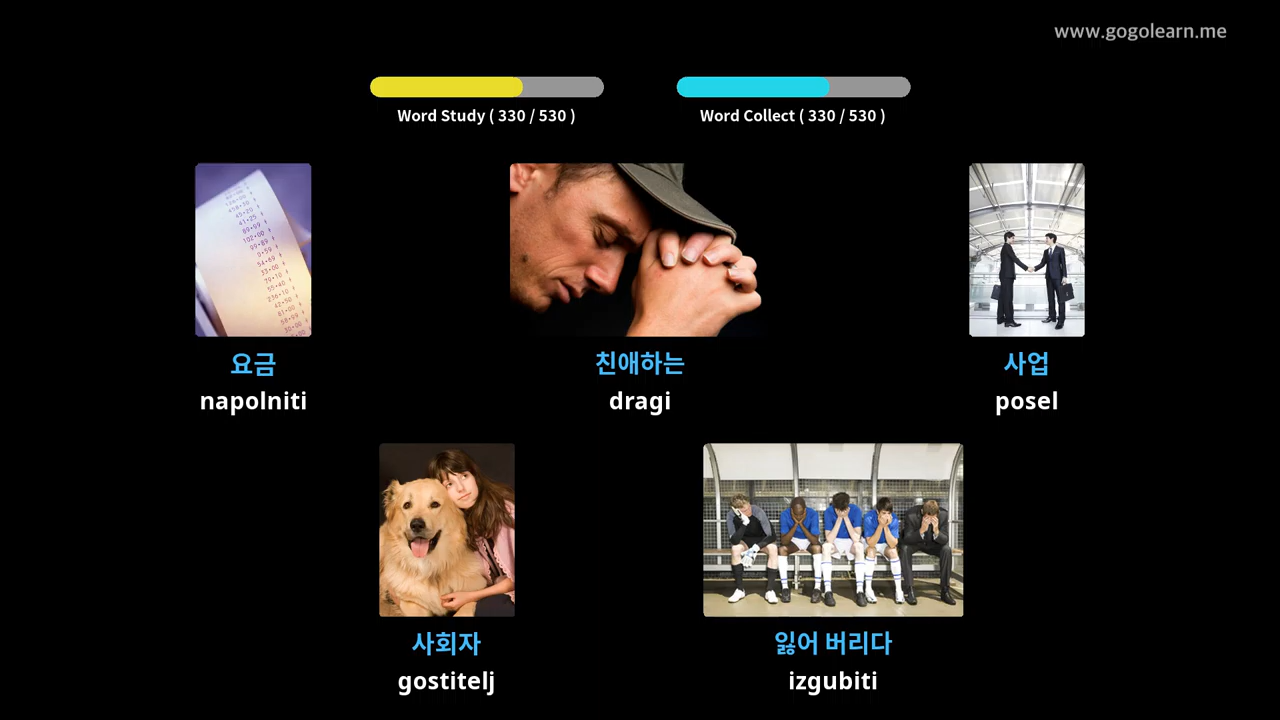 www.gogolearn.me
Word Study ( 330 / 530 )
Word Collect ( 330 / 530 )
요금
napolniti
친애하는
dragi
사업
posel
사회자
gostitelj
잃어 버리다
izgubiti